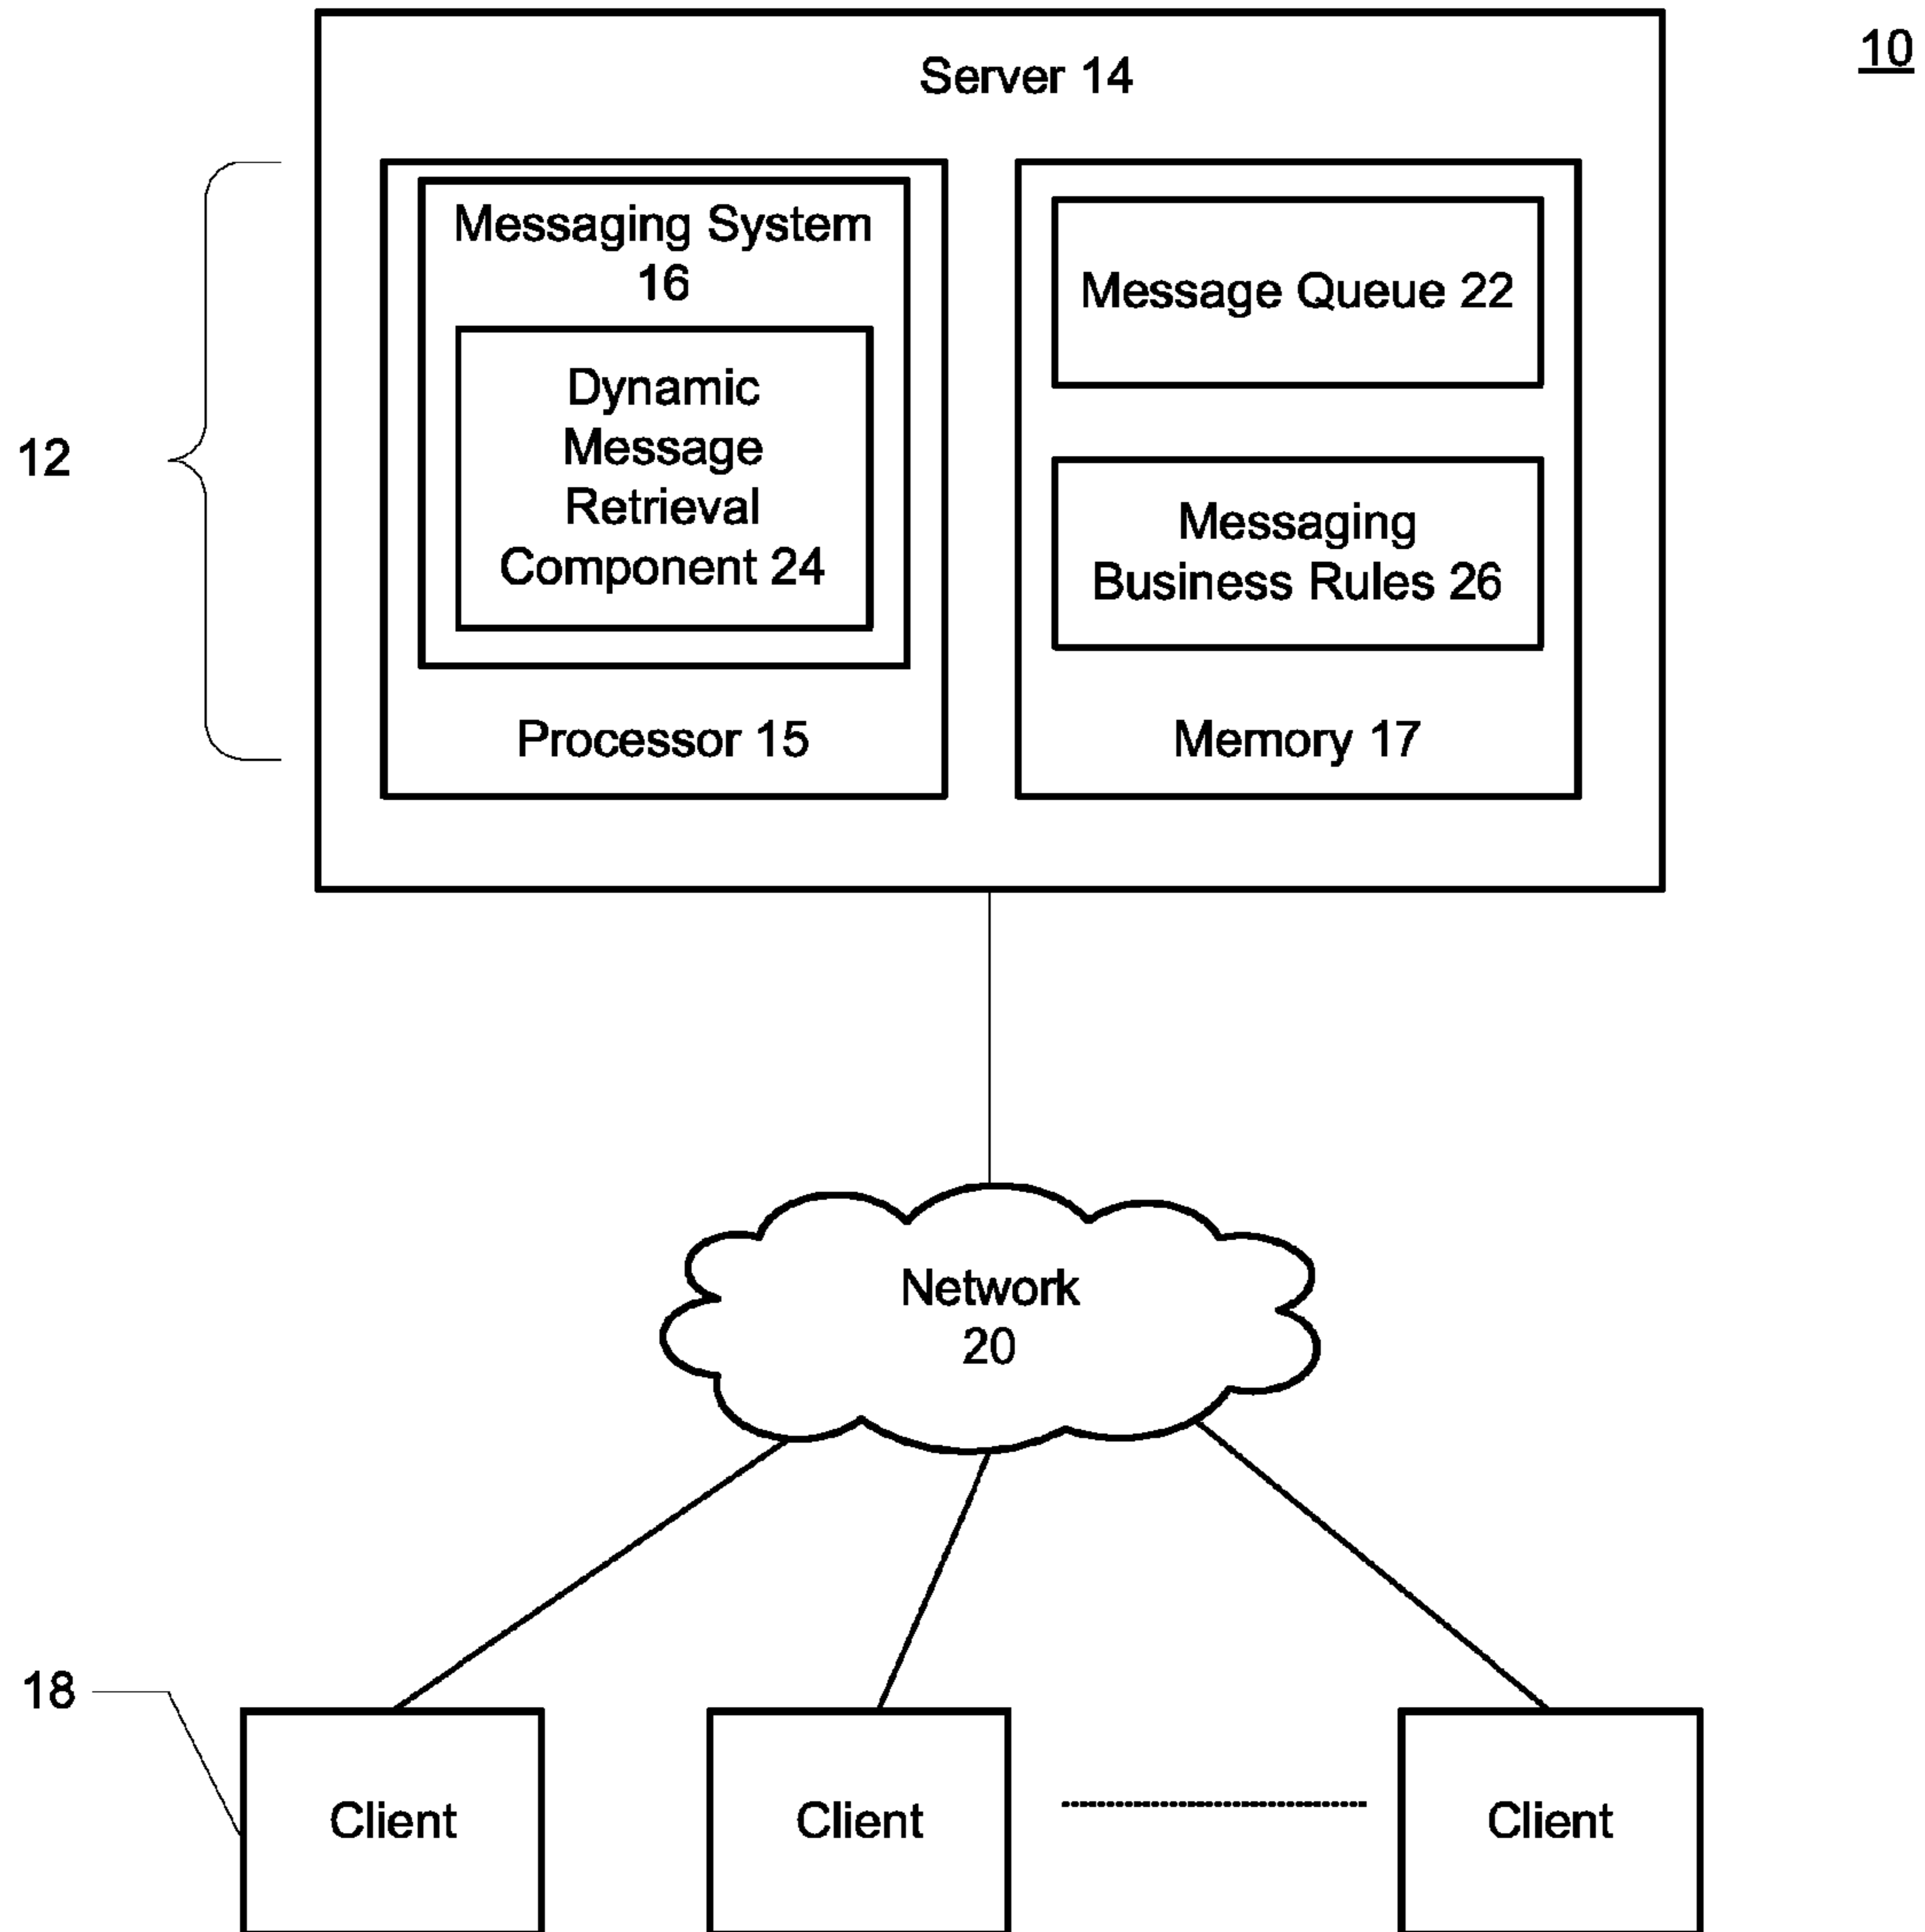 10
Server 14
Messaging System
16
Dynamic
Message
Retrieval
Component 24
Processor 15
Message Queue 22
Messaging
Business Rules 26
Memory 17
12
Network
20
18
Client
Client
Client